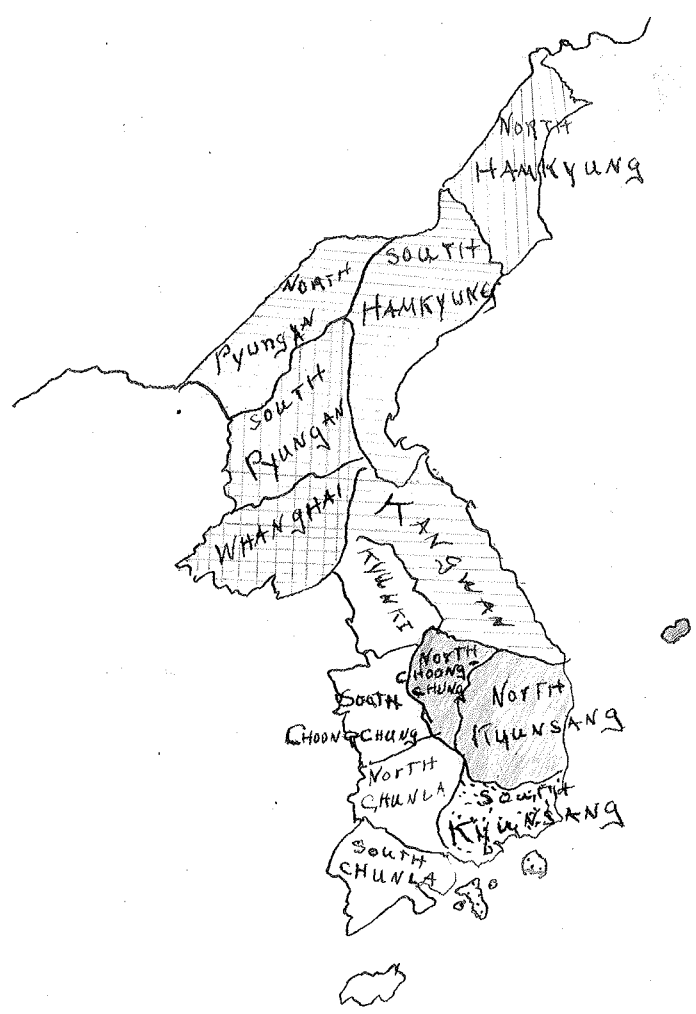 NORTH
HAMKYUNG
SOUTH
HAMKYUNG
NORTH
PyungAN
SOUTH
PyUNGAN
WHANGHAI
TANGWAN
KYUNKI
NORTH
CHOONG-
CHUNG
SOUTH
CHOONGCHUNG
NORTH
KyUNSANG
NORTH
CHUNLA
SOUTH
KyUNSANG
SOUTH
CHUNLA